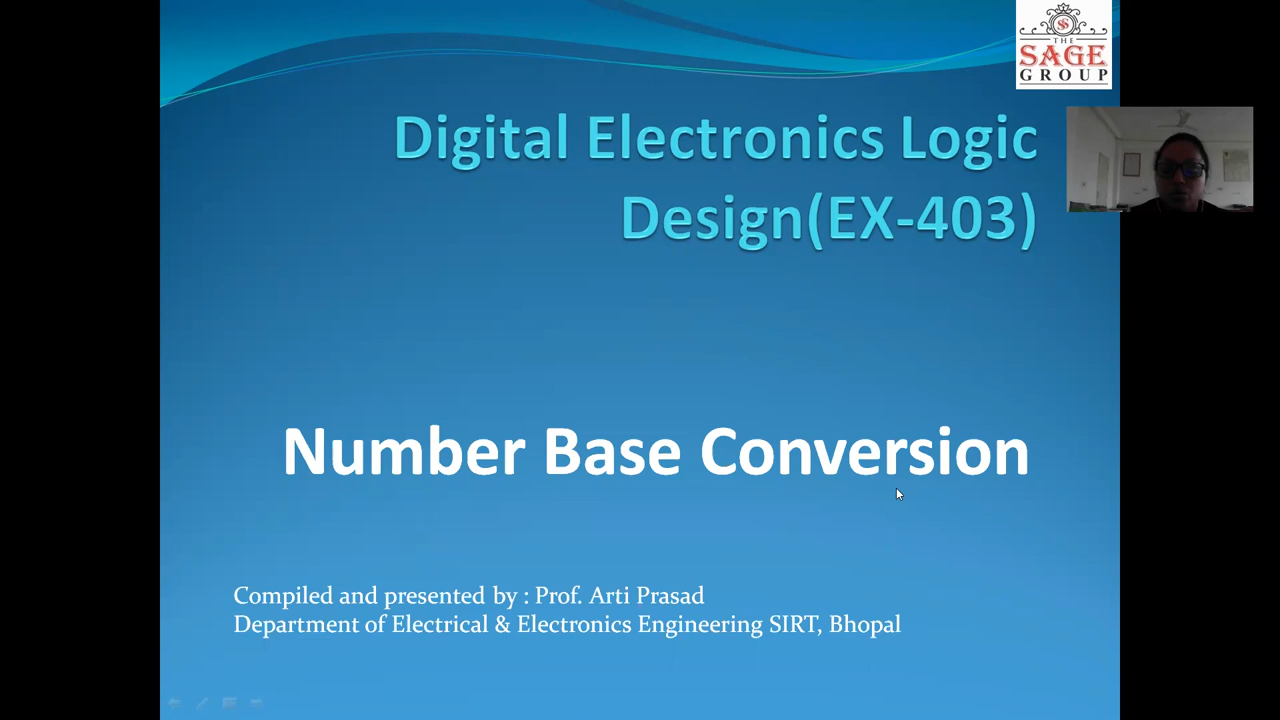 THE
SAGE
GROUP
Digital Electronics Logic
Design(EX-403)
Number Base Conversion
Compiled and presented by : Prof. Arti Prasad
Department of Electrical & Electronics Engineering SIRT, Bhopal